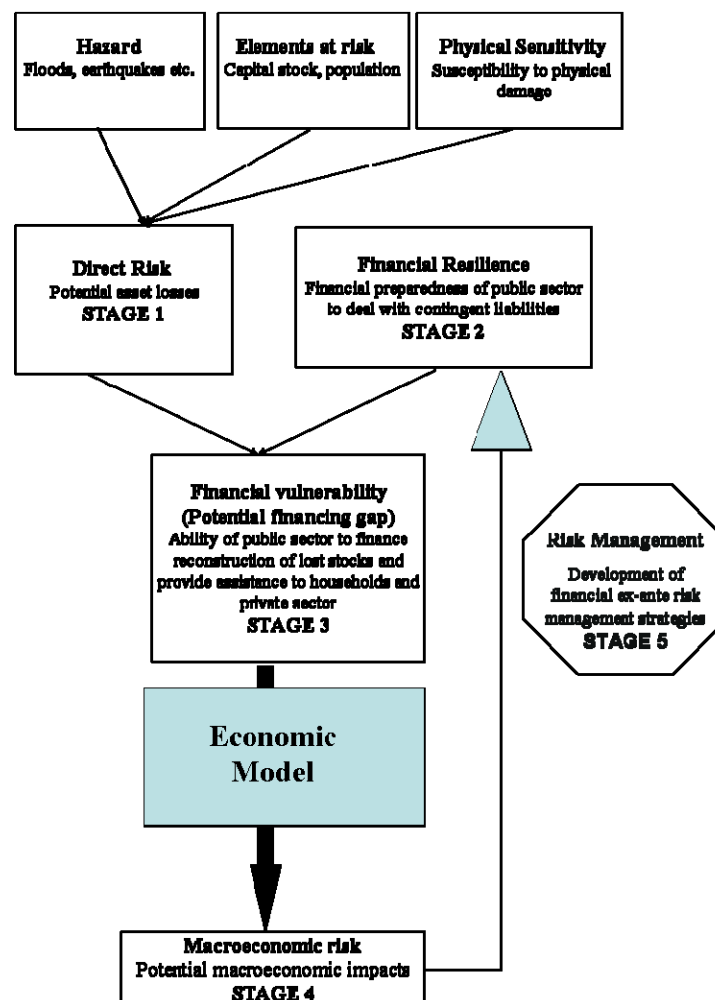 Hazard
Floods, earthquakes etc.
Elements at risk
Capital stock, population
Physical Sensitivity
Susceptibility to physical
damage
Direct Risk
Potential asset losses
STAGE 1
Financial Resilience
Financial preparedness of public sector
to deal with contingent liabilities
STAGE 2
Financial vulnerability
(Potential financing gap)
Ability of public sector to finance
reconstruction of lost stocks and
provide assistance to households and
private sector
STAGE 3
Risk Management
Development of
financial ex-ante risk
management strategies
STAGE 5
Economic
Model
Macroeconomic risk
Potential macroeconomic impacts
STAGE 4